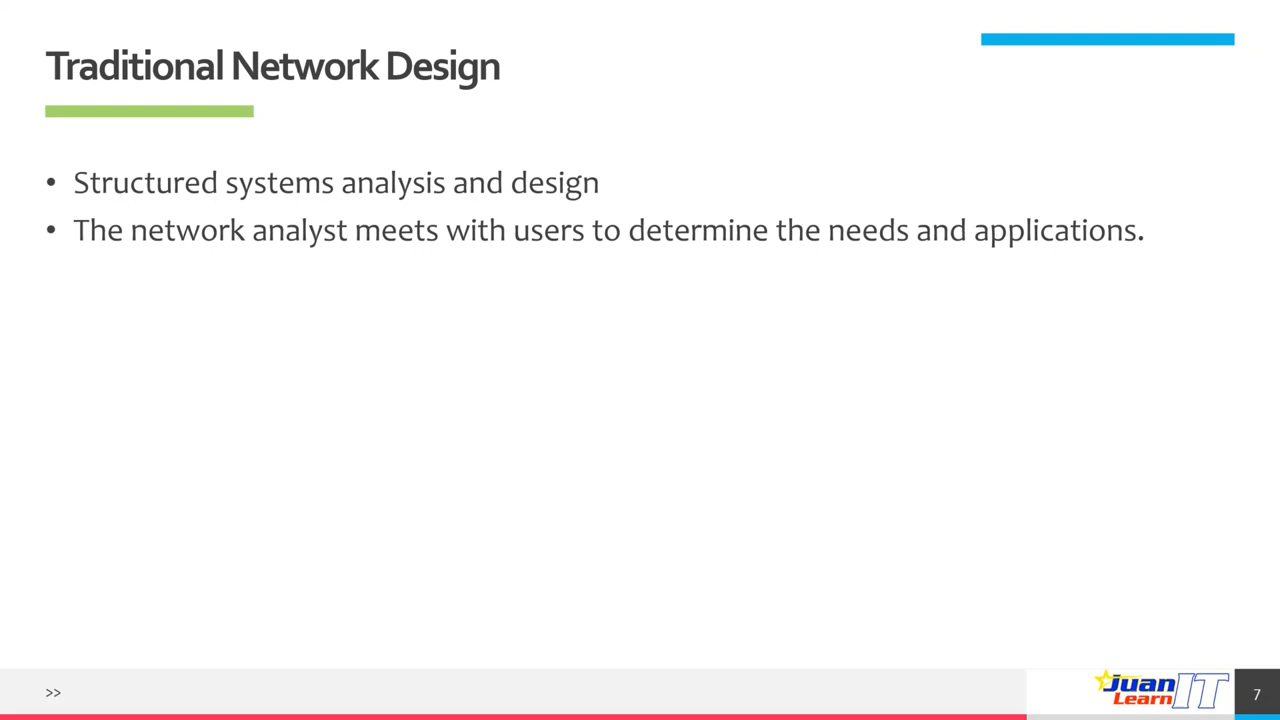 Traditional Network Design
• Structured systems analysis and design
• The network analyst meets with users to determine the needs and applications.
>>
Juan
Learn
IT
7